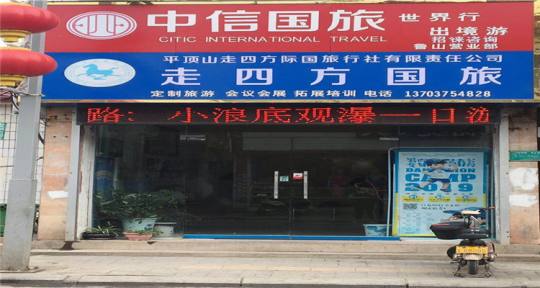 中信国旅
CITIC INTERNATIONAL TRAVEL
世界行
出境游
招徕咨询
鲁山营业部
平顶山走四方际国旅行社有限责任公司
走四方国旅
定制旅游 会议会展 拓展培训 电话 13703754828
路: 小浪底观瀑一日游
CAMP
2019